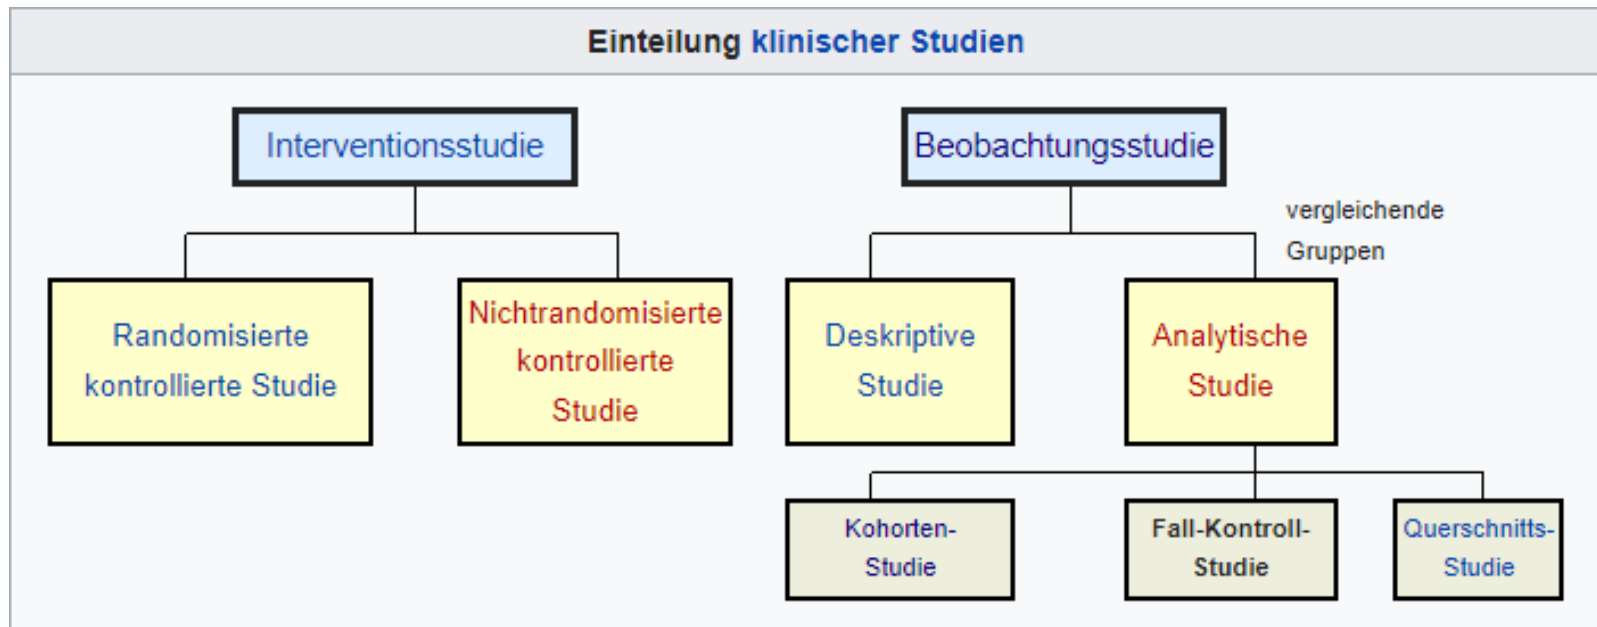 Einteilung klinischer Studien
Interventionsstudie
Beobachtungsstudie
vergleichende
Gruppen
Randomisierte
kontrollierte Studie
Nichtrandomisierte
kontrollierte
Studie
Deskriptive
Studie
Analytische
Studie
Kohorten-
Studie
Fall-Kontroll-
Studie
Querschnitts-
Studie